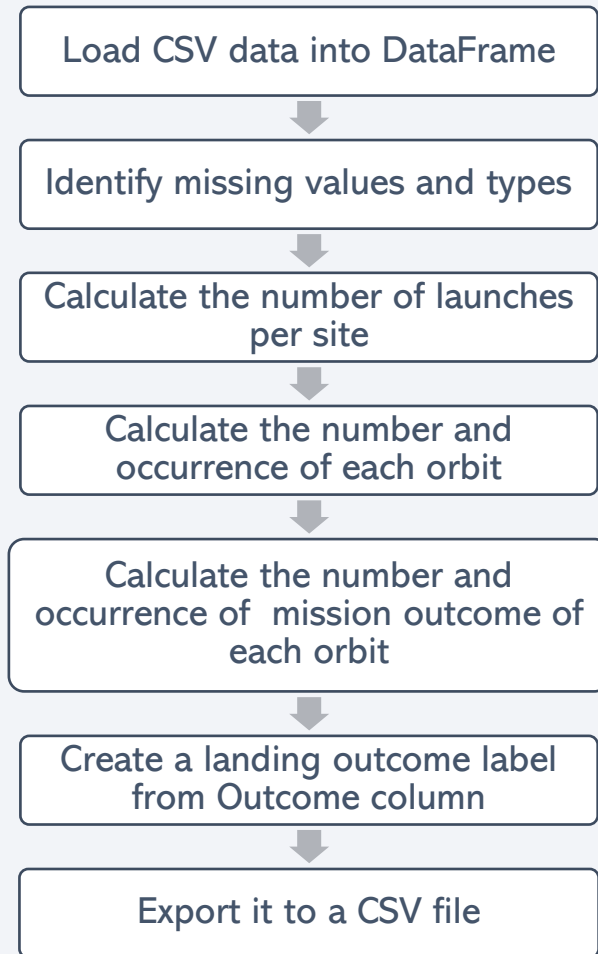 Load CSV data into DataFrame
Identify missing values and types
Calculate the number of launches
per site
Calculate the number and
occurrence of each orbit
Calculate the number and
occurrence of  mission outcome of
each orbit
Create a landing outcome label
from Outcome column
Export it to a CSV file